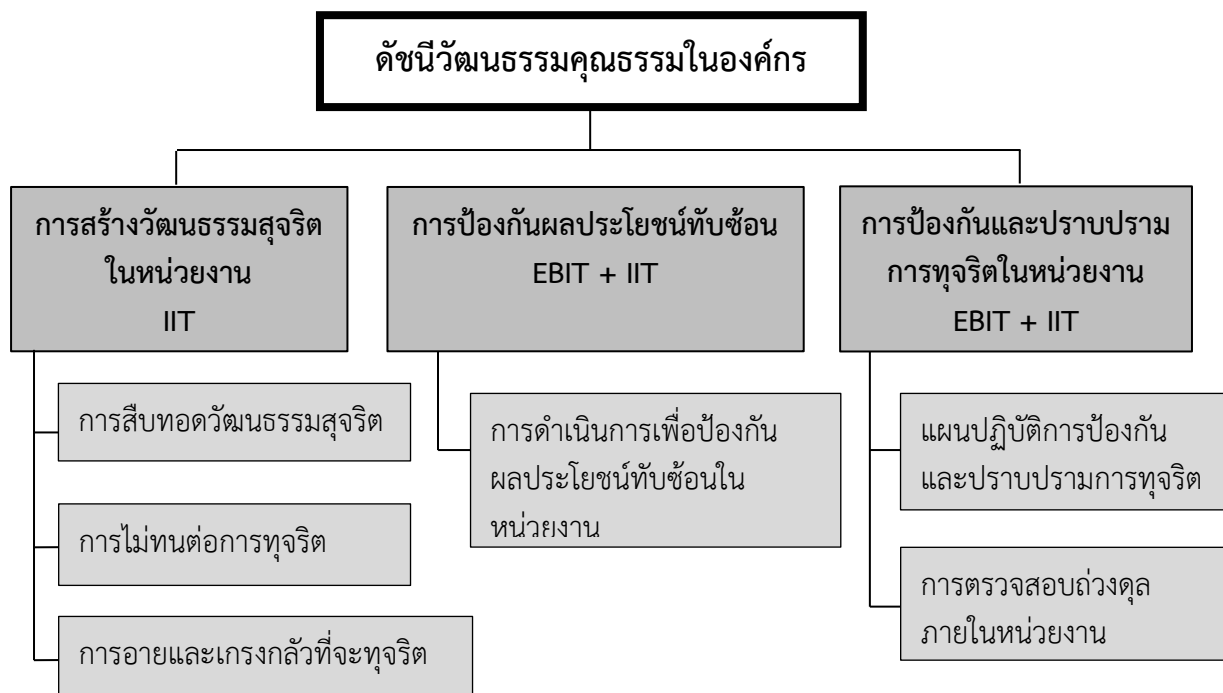 ดัชนีวัฒนธรรมคุณธรรมในองค์กร
การสร้างวัฒนธรรมสุจริต
ในหน่วยงาน
IIT
การสืบทอดวัฒนธรรมสุจริต
การไม่ทนต่อการทุจริต
การอายและเกรงกลัวที่จะทุจริต
การป้องกันผลประโยชน์ทับซ้อน
EBIT + IIT
การดำเนินการเพื่อป้องกัน
ผลประโยชน์ทับซ้อนใน
หน่วยงาน
การป้องกันและปราบปราม
การทุจริตในหน่วยงาน
EBIT + IIT
แผนปฏิบัติการป้องกัน
และปราบปรามการทุจริต
การตรวจสอบถ่วงดุล
ภายในหน่วยงาน